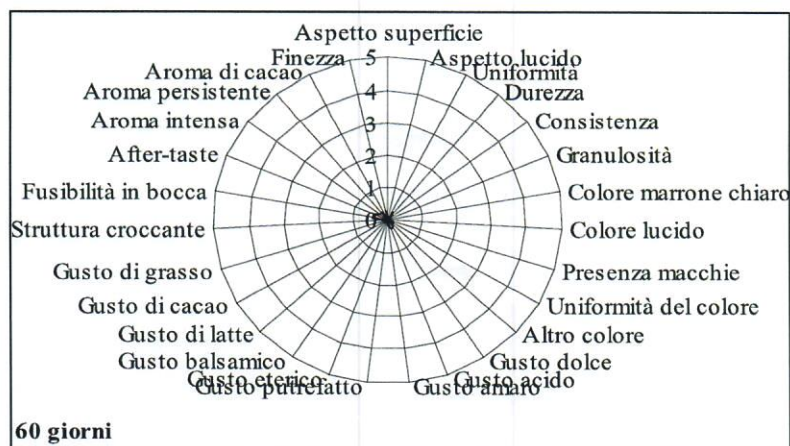 Aspetto superficie
Finezza
5
Aspetto lucido
Aroma di cacao
Uniformità
Aroma persistente
4
Durezza
Aroma intensa
3
Consistenza
After-taste
2
Granulosità
Fusibilità in bocca
1
Colore marrone chiaro
Struttura croccante
0
Colore lucido
Gusto di grasso
Presenza macchie
Gusto di cacao
Uniformità del colore
Gusto di latte
Altro colore
Gusto balsamico
Gusto dolce
Gusto eterico
Gusto acido
Gusto putrefatto
Gusto amaro
60 giorni